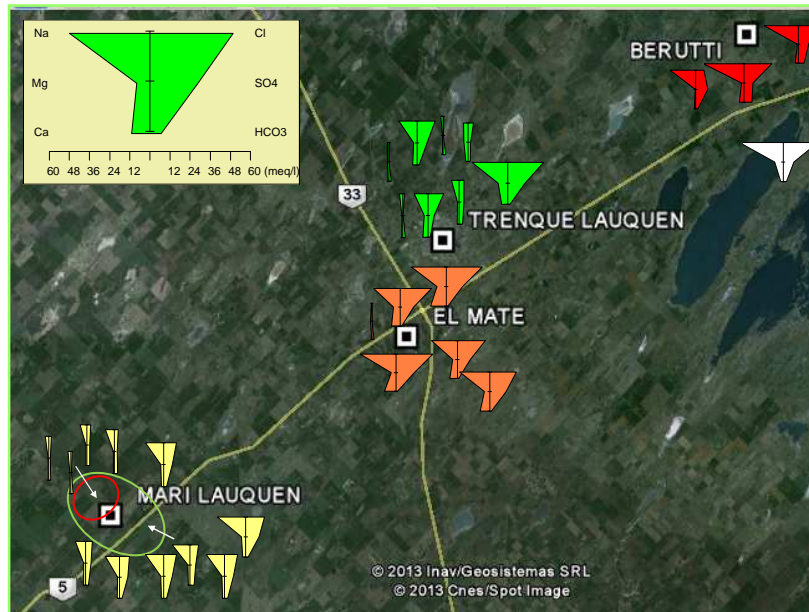 Na Cl
Mg SO4
Ca HCO3
60 48 36 24 12 12 24 36 48 60 (meq/l)
BERUTTI
33
TRENQUE LAUQUEN
EL MATE
MARI LAUQUEN
5
© 2013 Inav/Geosistemas SRL
© 2013 Cnes/Spot Image